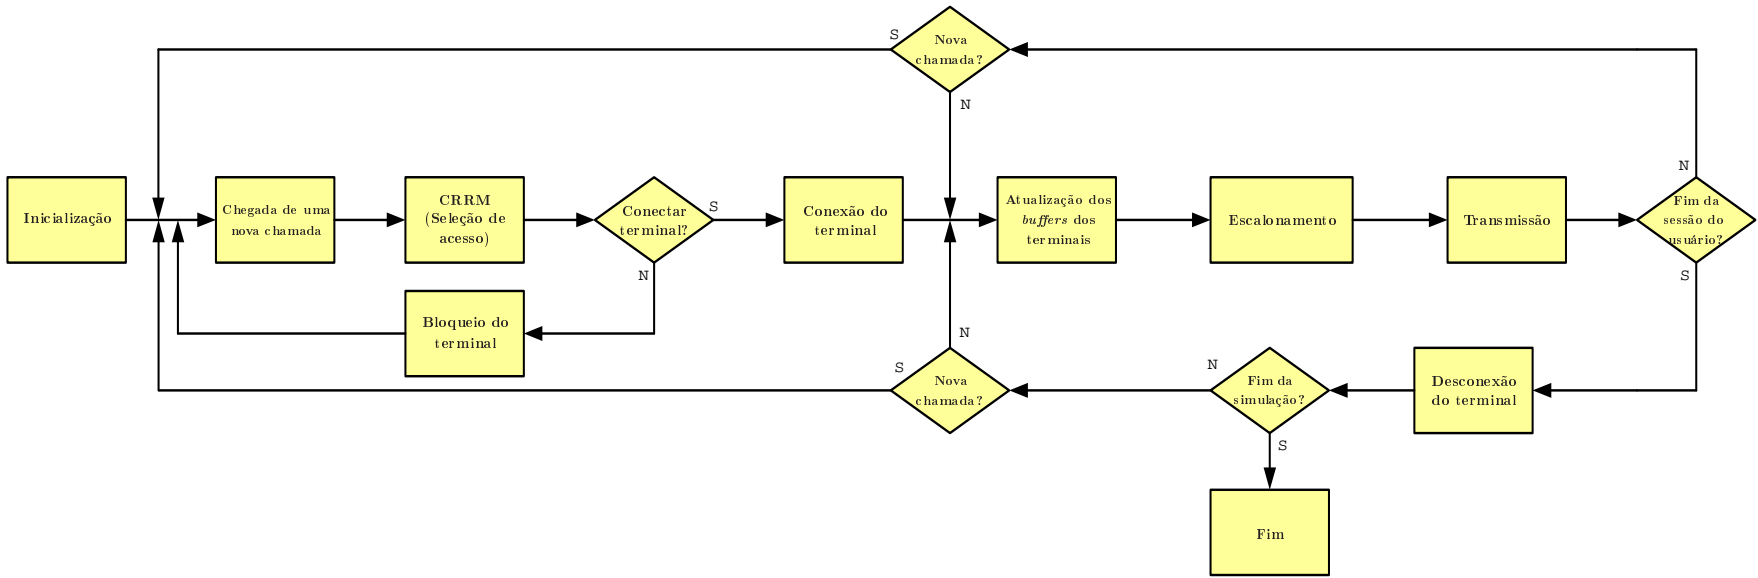 S
Nova
chamada?
N
Inicialização
Chegada de uma
nova chamada
CRRM
(Seleção de
acesso)
Conectar
terminal?
S
N
Conexão do
terminal
Atualização dos
buffers dos
terminais
Escalonamento
Transmissão
N
Fim da
sessão do
usuário?
S
Bloqueio do
terminal
N
S
Nova
chamada?
N
Fim da
simulação?
S
Desconexão
do terminal
Fim